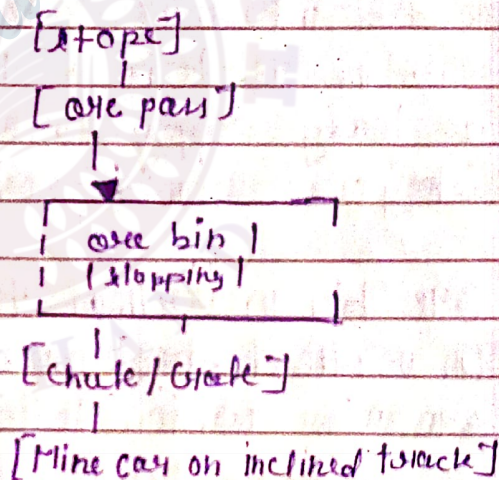 [stope]
[ore pass]
ore bin
| slopping |
[chute/Gate]
[Mine car on inclined track]